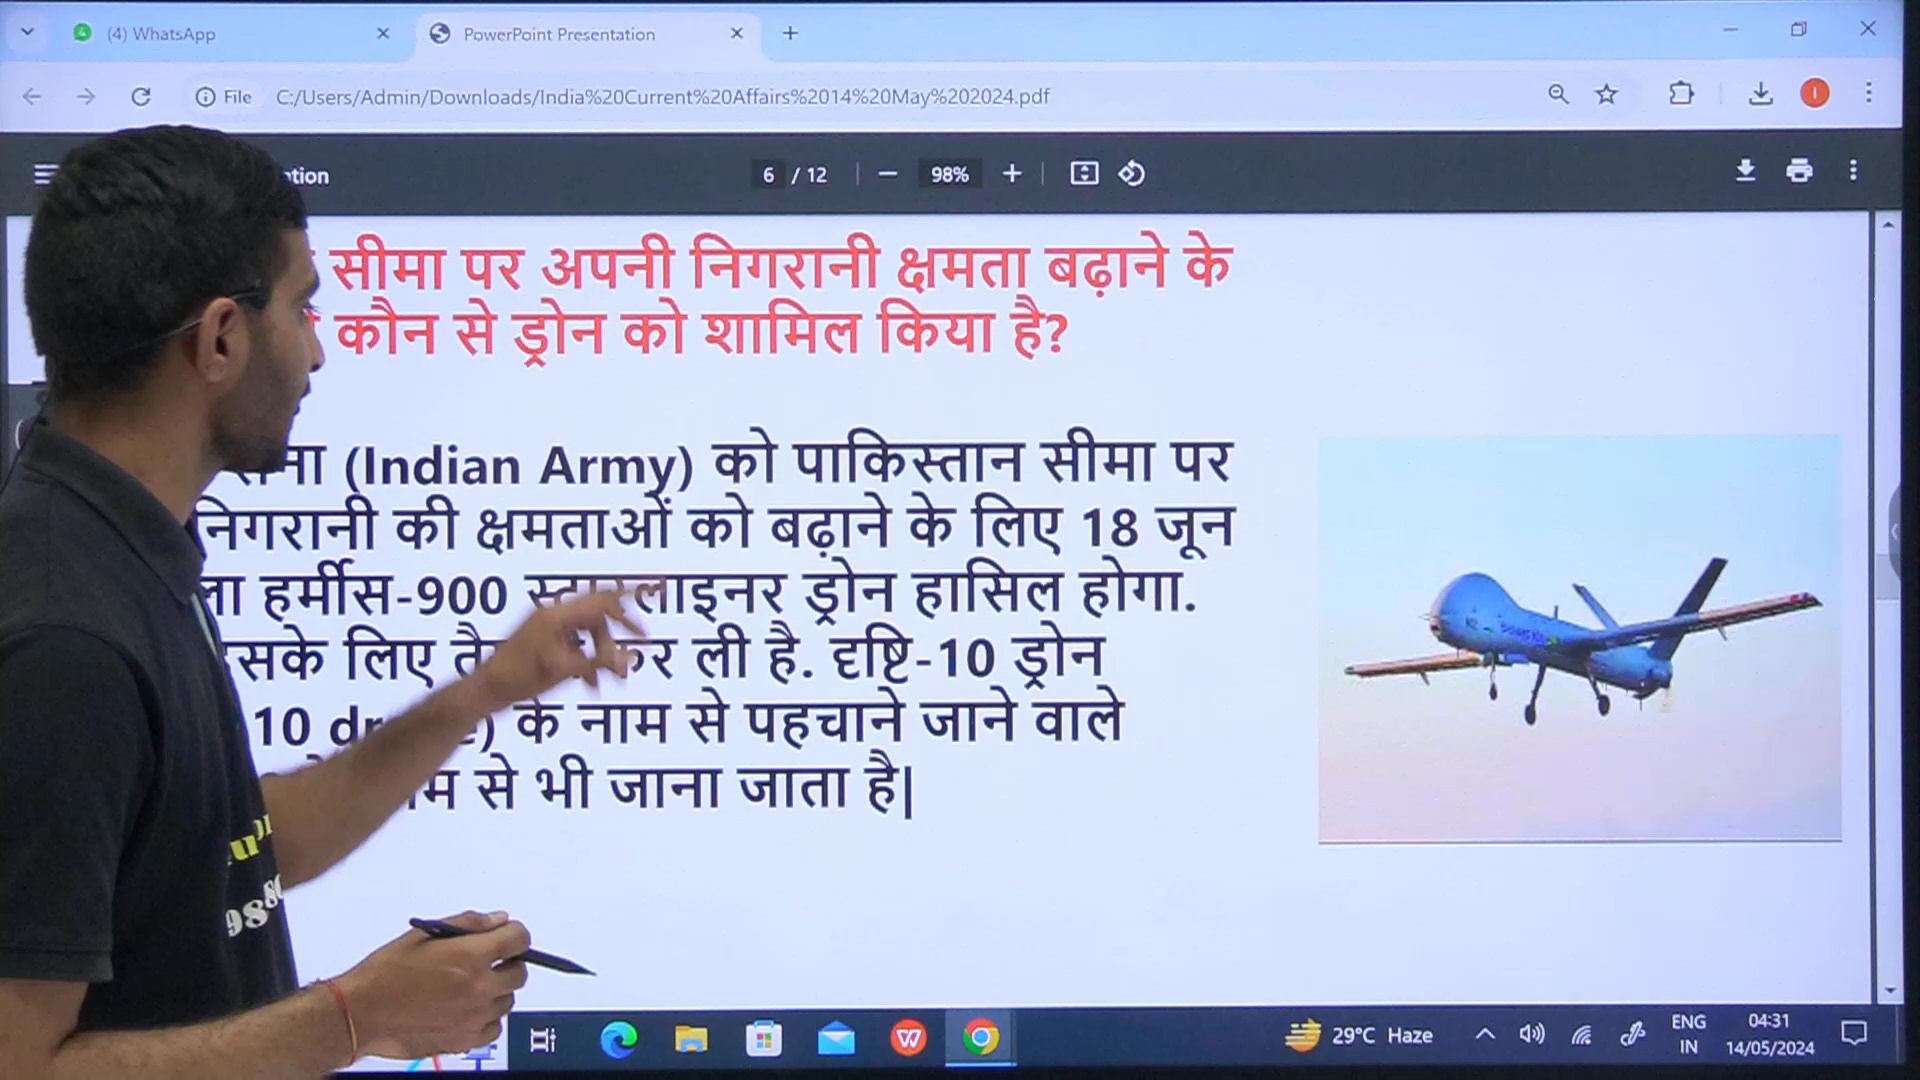 (4) WhatsApp
PowerPoint Presentation
File
C:/Users/Admin/Downloads/India%20Current%20Affairs%2014%20May%202024.pdf
6 / 12
98%
सीमा पर अपनी निगरानी क्षमता बढ़ाने के
कौन से ड्रोन को शामिल किया है?
(Indian Army) को पाकिस्तान सीमा पर
निगरानी की क्षमताओं को बढ़ाने के लिए 18 जून
हर्मीस-900 स्टारलाइनर ड्रोन हासिल होगा.
लिए कर ली है. दृष्टि-10 ड्रोन
10 के नाम से पहचाने जाने वाले
से भी जाना जाता है|
29°C Haze
ENG
IN
04:31
14/05/2024